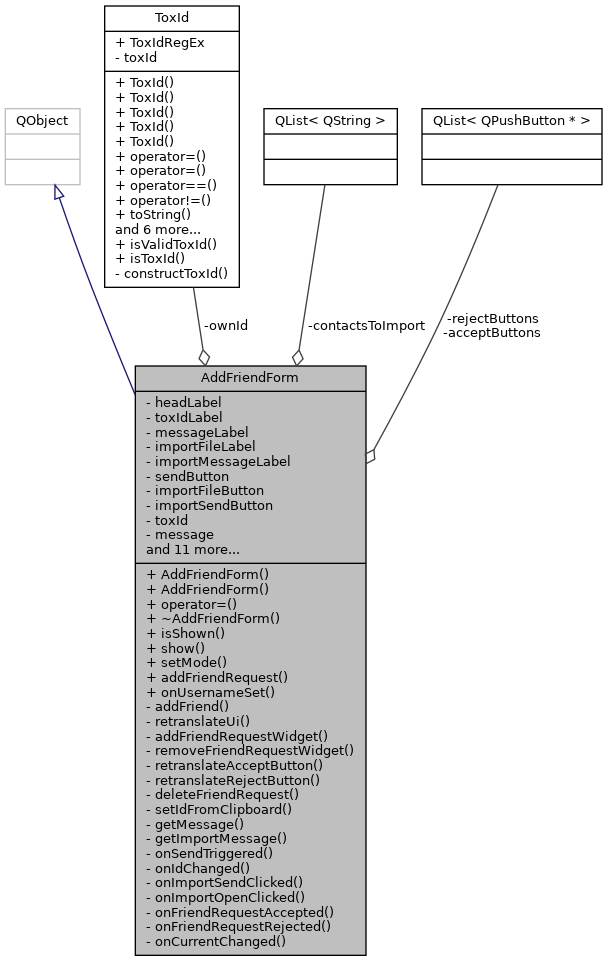 ToxId
+ ToxIdRegEx
- toxId
+ ToxId()
+ ToxId()
+ ToxId()
+ ToxId()
+ ToxId()
+ operator=()
+ operator=()
+ operator==()
+ operator!=()
+ toString()
and 6 more...
+ isValidToxId()
+ isToxId()
- constructToxId()
QObject
QList< QString >
QList< QPushButton * >
-ownId
-contactsToImport
-rejectButtons
-acceptButtons
AddFriendForm
- headLabel
- toxIdLabel
- messageLabel
- importFileLabel
- importMessageLabel
- sendButton
- importFileButton
- importSendButton
- toxId
- message
and 11 more...
+ AddFriendForm()
+ AddFriendForm()
+ operator=()
+ ~AddFriendForm()
+ isShown()
+ show()
+ setMode()
+ addFriendRequest()
+ onUsernameSet()
- addFriend()
- retranslateUi()
- addFriendRequestWidget()
- removeFriendRequestWidget()
- retranslateAcceptButton()
- retranslateRejectButton()
- deleteFriendRequest()
- setIdFromClipboard()
- getMessage()
- getImportMessage()
- onSendTriggered()
- onIdChanged()
- onImportSendClicked()
- onImportOpenClicked()
- onFriendRequestAccepted()
- onFriendRequestRejected()
- onCurrentChanged()